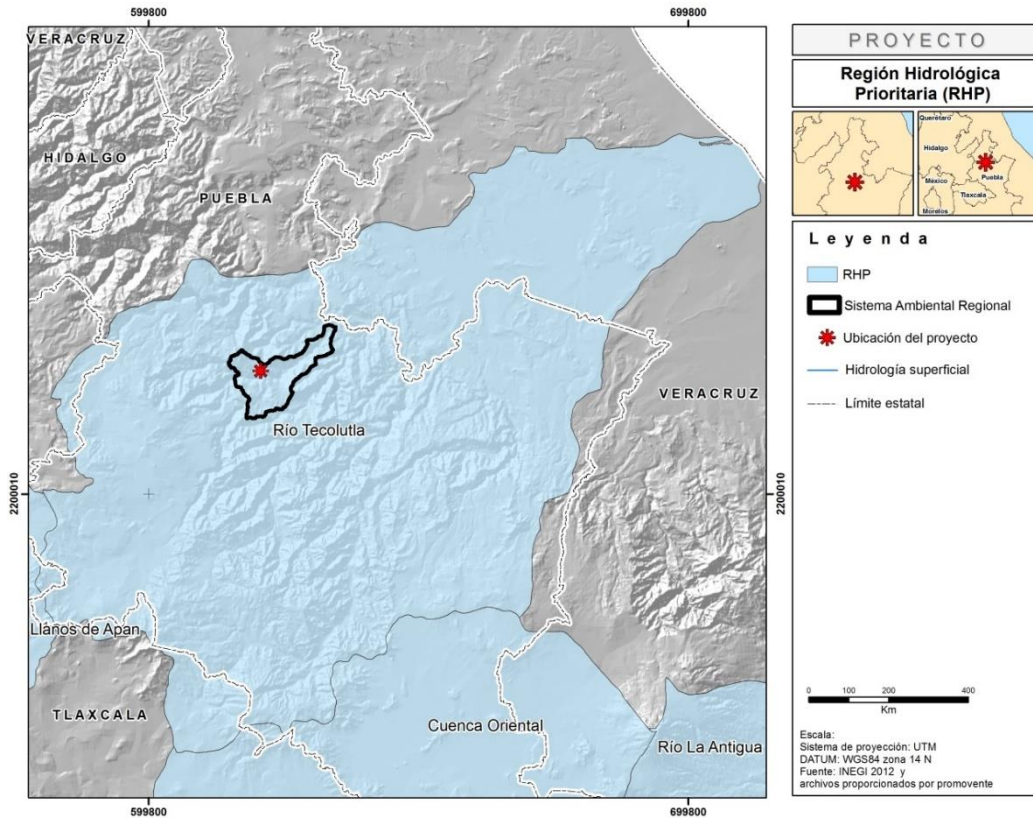 599800
699800
VERACRUZ
HIDALGO
PUEBLA
VERACRUZ
Río Tecolutla
2200010
2200010
Llános de Apan
TLAXCALA
Cuenca Oriental
Río La Antigua
599800
699800
PROYECTO
Región Hidrológica
Prioritaria (RHP)
Querétaro
Hidalgo
México
Puebla
Tlaxcala
Morelos
Leyenda
RHP
Sistema Ambiental Regional
Ubicación del proyecto
Hidrología superficial
Límite estatal
0 100 200 400
Km
Escala:
Sistema de proyección: UTM
DATUM: WGS84 zona 14 N
Fuente: INEGI 2012 y
archivos proporcionados por promovente